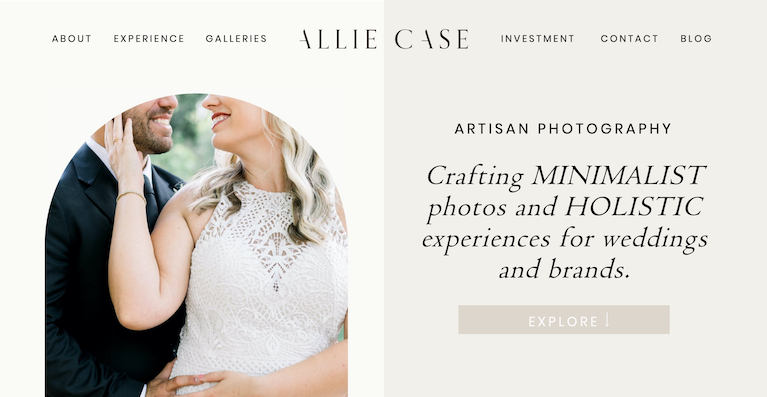 ABOUT EXPERIENCE GALLERIES ALLIE CASE INVESTMENT CONTACT BLOG
ARTISAN PHOTOGRAPHY
Crafting MINIMALIST
photos and HOLISTIC
experiences for weddings
and brands.
EXPLORE